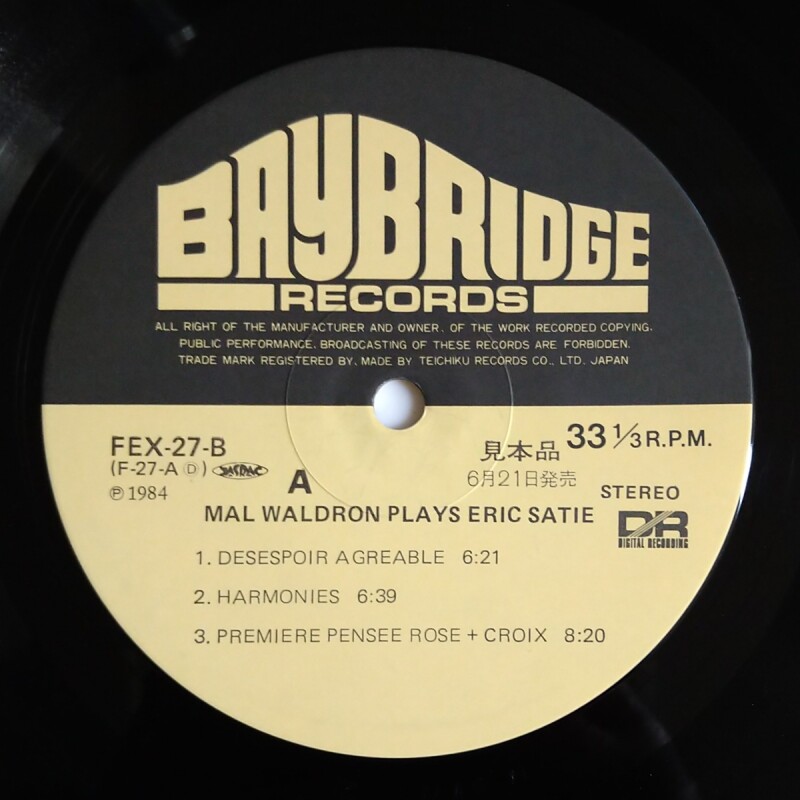 BAYBRIDGE
RECORDS
ALL RIGHT OF THE MANUFACTURER AND OWNER, OF THE WORK RECORDED COPYING.
PUBLIC PERFORMANCE. BROADCASTING OF THESE RECORDS ARE FORBIDDEN.
TRADE MARK REGISTERED BY, MADE BY TEICHIKU RECORDS CO., LTD. JAPAN
FEX-27-B
見本品 33 1/3 R.P.M.
(F-27-A Ⓓ) JASRAC
A
6月21日発売
℗1984
STEREO
MAL WALDRON PLAYS ERIC SATIE
DR
DIGITAL RECORDING
1. DESESPOIR AGREABLE 6:21
2. HARMONIES 6:39
3. PREMIERE PENSEE ROSE + CROIX 8:20